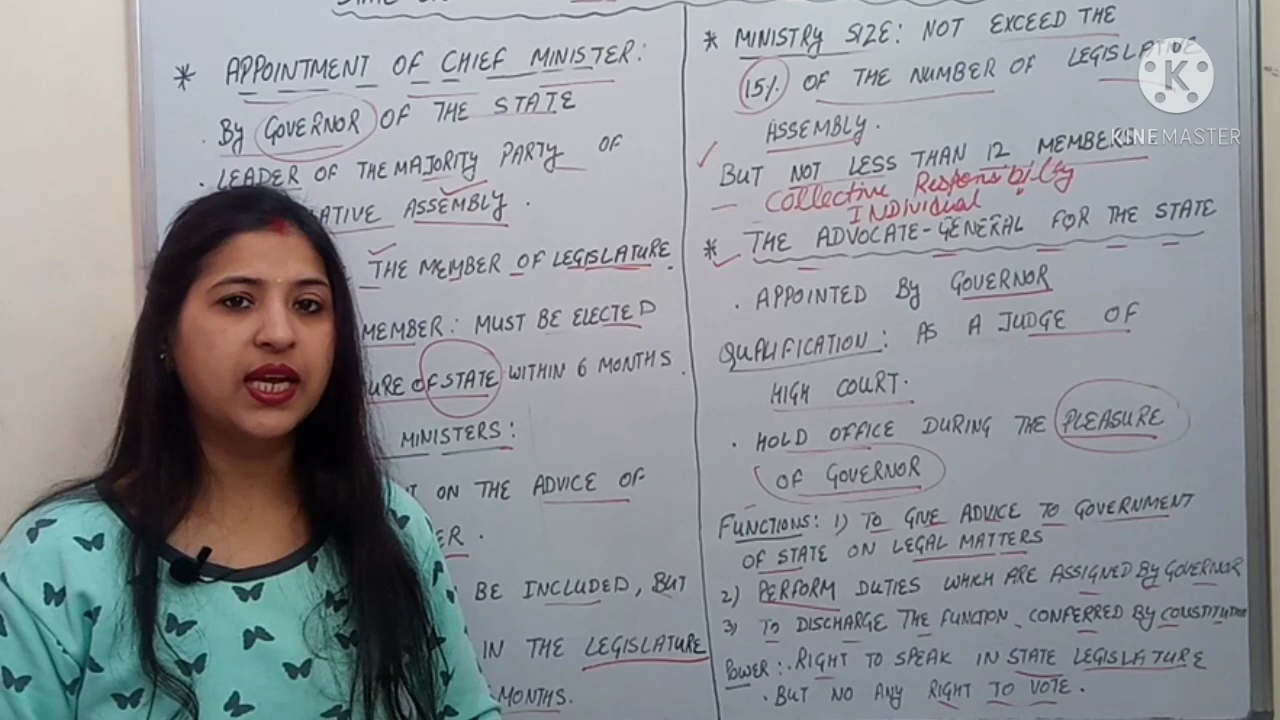 * APPOINTMENT OF CHIEF MINISTER:
. BY GOVERNOR OF THE STATE
. LEADER OF THE MAJORITY PARTY OF
ASSEMBLY.
THE MEMBER OF LEGISLATURE.
MEMBER: MUST BE ELECTED
OF STATE WITHIN 6 MONTHS.
MINISTERS:
ON THE ADVICE OF
BE INCLUDED, BUT
IN THE LEGISLATURE
MONTHS.
* MINISTRY SIZE: NOT EXCEED THE
15% OF THE NUMBER OF
ASSEMBLY.
BUT NOT LESS THAN 12 MEMBERS
Collective Responsibility
INDIVIDUAL
* THE ADVOCATE-GENERAL FOR THE STATE
. APPOINTED BY GOVERNOR
QUALIFICATION: AS A JUDGE OF
HIGH COURT.
. HOLD OFFICE DURING THE PLEASURE
OF GOVERNOR
FUNCTIONS: 1) TO GIVE ADVICE TO GOVERNMENT
OF STATE ON LEGAL MATTERS
2) PERFORM DUTIES WHICH ARE ASSIGNED BY GOVERNOR
3) TO DISCHARGE THE FUNCTION CONFERRED BY CONSTITUTION
POWER: . RIGHT TO SPEAK IN STATE LEGISLATURE
. BUT NO ANY RIGHT TO VOTE.
K
KINEMASTER